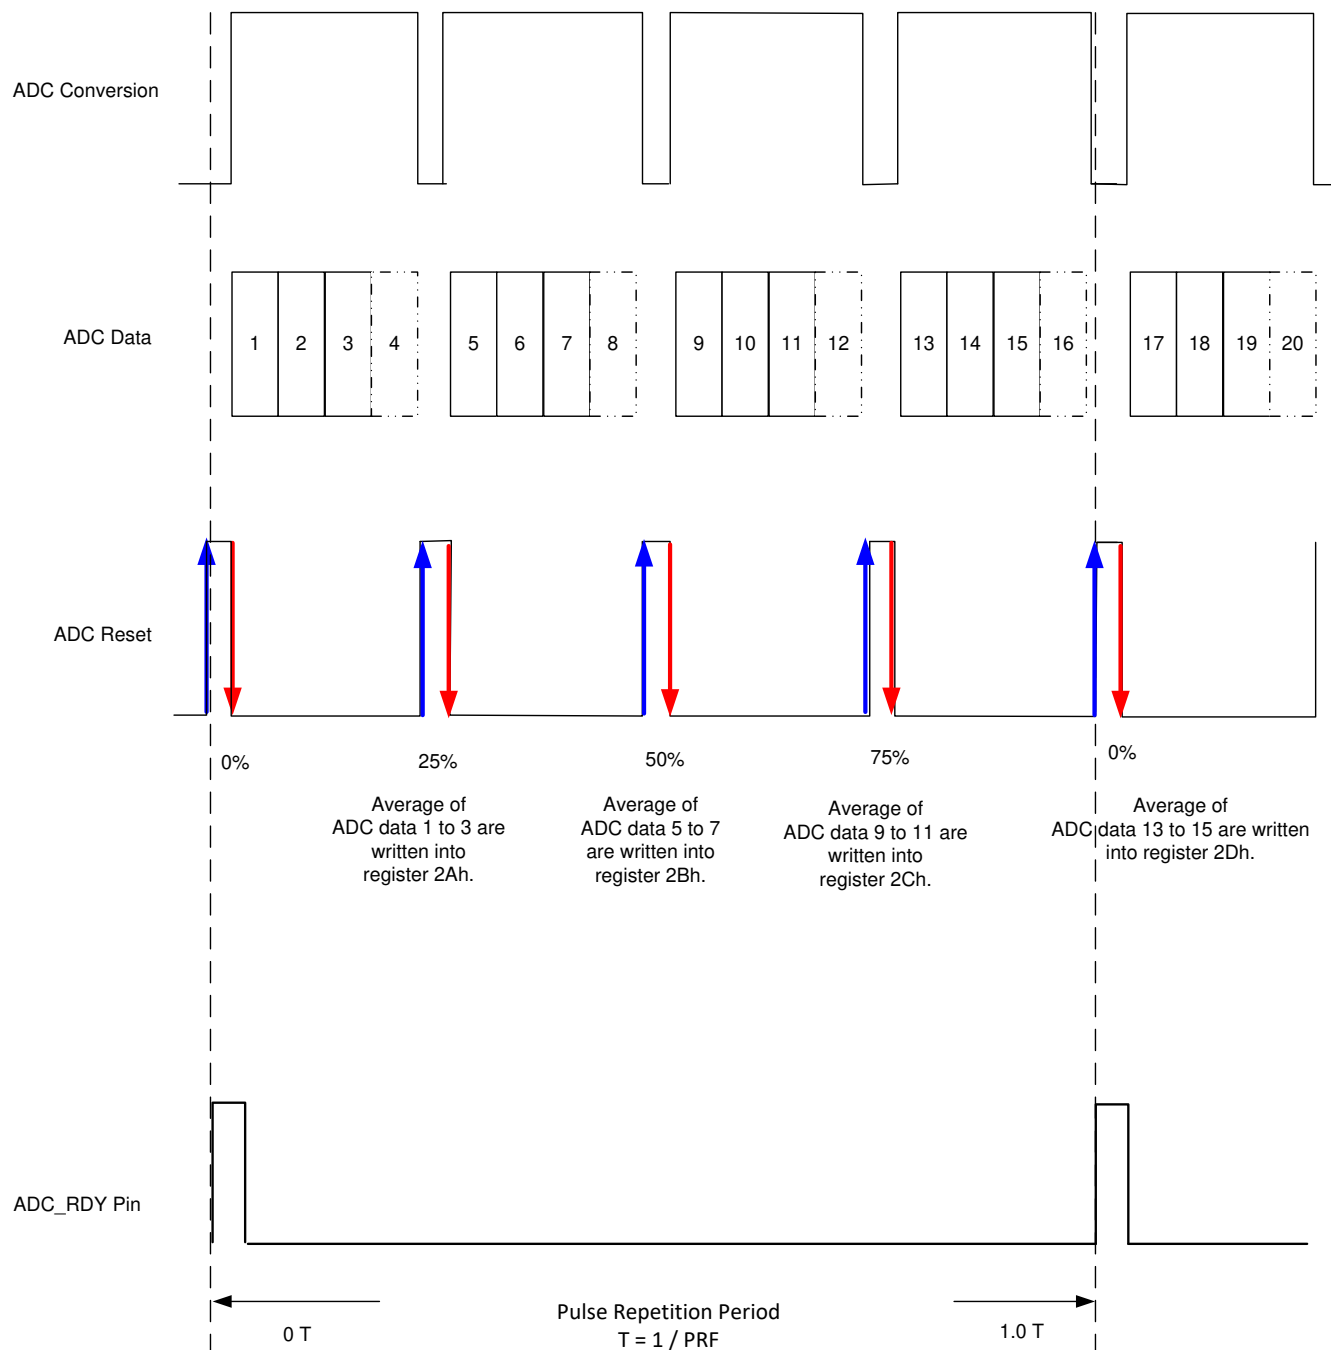 ADC Conversion
ADC Data
1 2 3 4 5 6 7 8 9 10 11 12 13 14 15 16 17 18 19 20
ADC Reset
0% 25% 50% 75% 0%
Average of
ADC data 1 to 3 are
written into
register 2Ah.
Average of
ADC data 5 to 7
are written into
register 2Bh.
Average of
ADC data 9 to 11 are
written into
register 2Ch.
Average of
ADC data 13 to 15 are written
into register 2Dh.
ADC_RDY Pin
0 T
Pulse Repetition Period
T = 1 / PRF
1.0 T